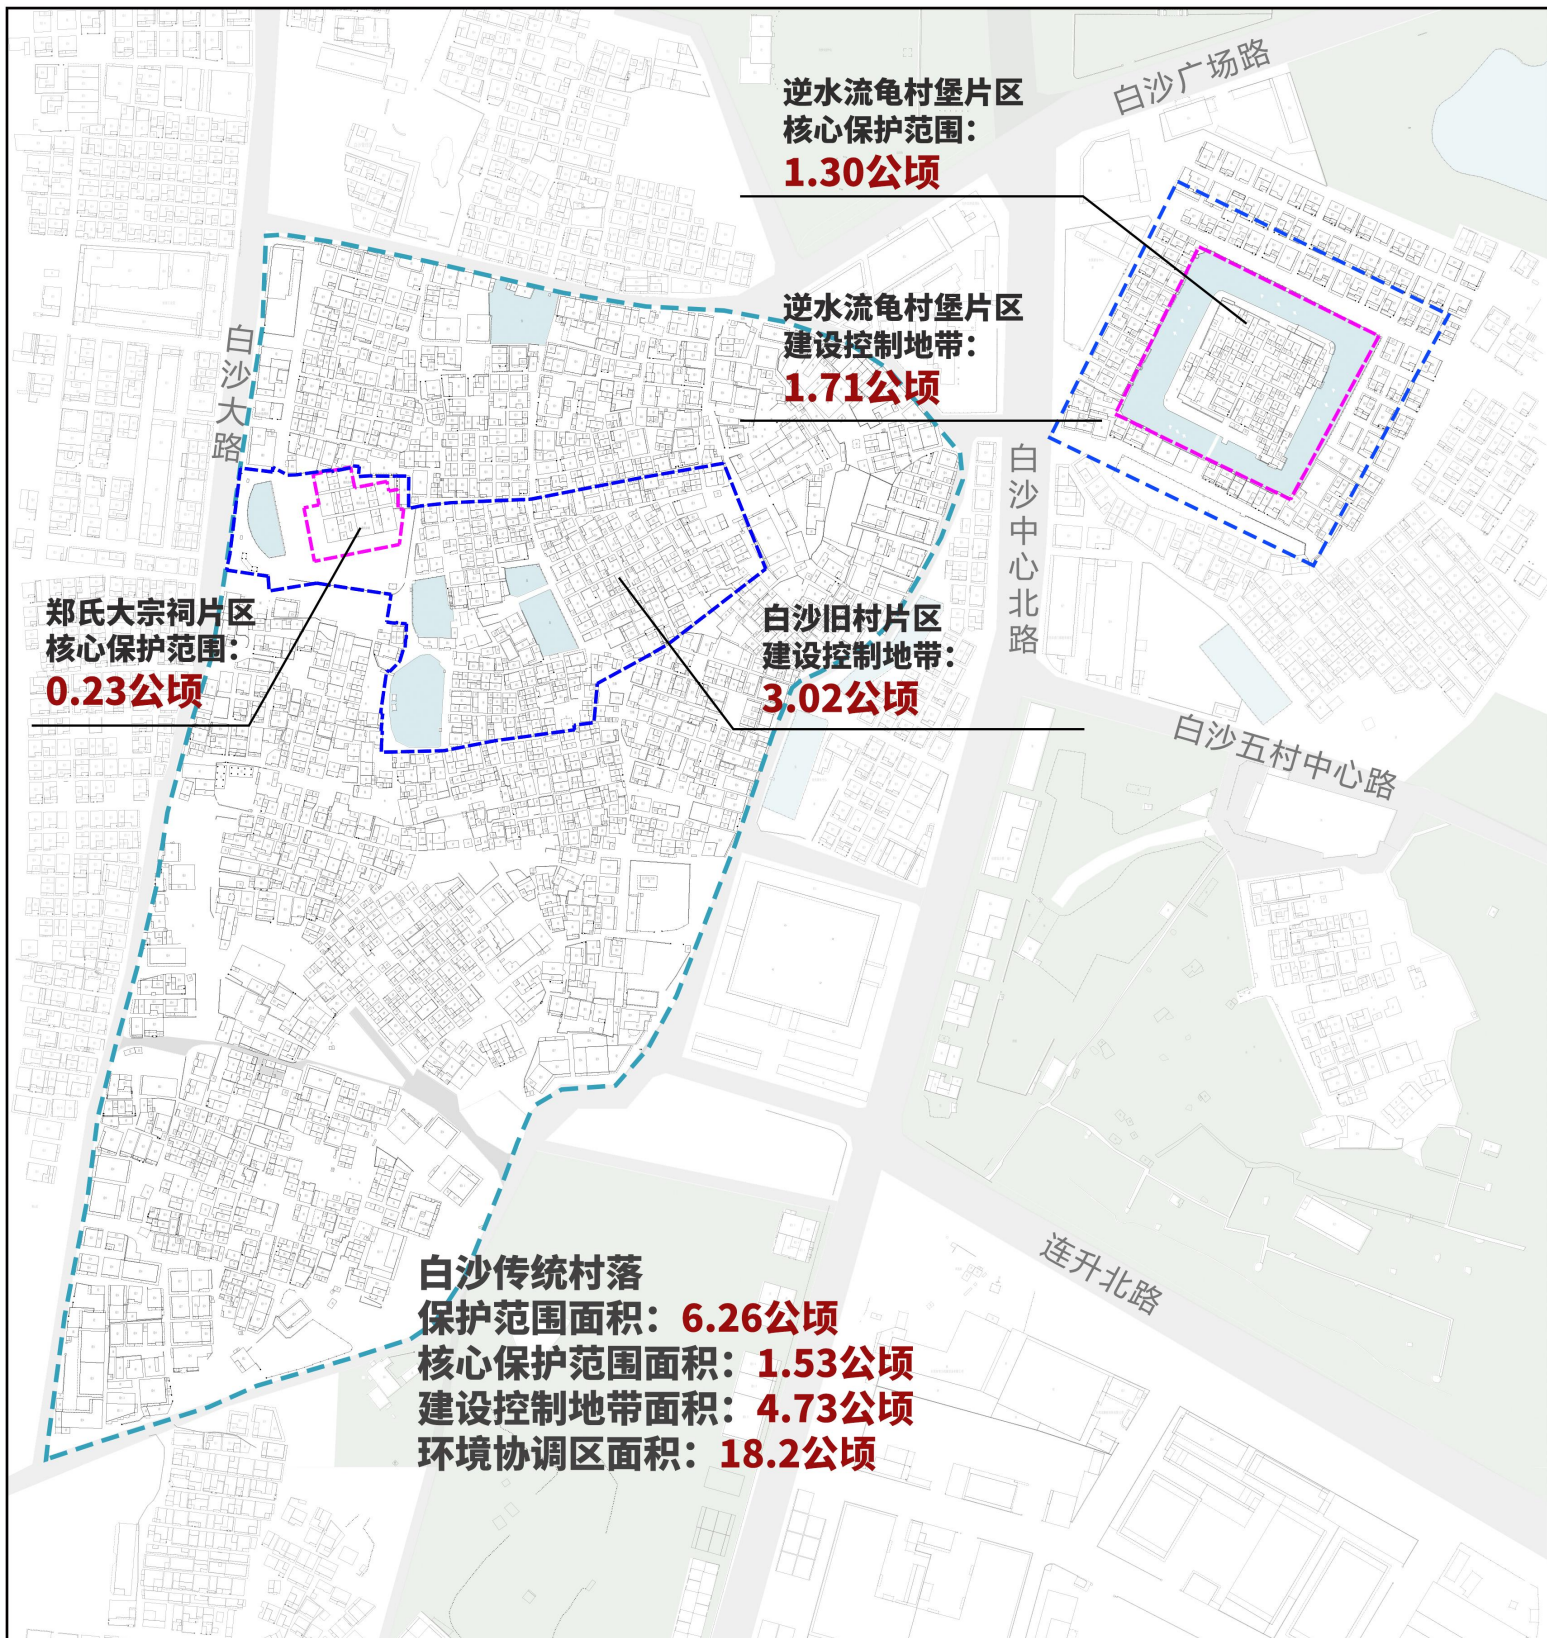 白沙广场路
逆水流龟村堡片区
核心保护范围：
1.30公顷
逆水流龟村堡片区
建设控制地带：
1.71公顷
白沙大路
白沙中心北路
郑氏大宗祠片区
核心保护范围：
0.23公顷
白沙旧村片区
建设控制地带：
3.02公顷
白沙五村中心路
连升北路
白沙传统村落
保护范围面积：6.26公顷
核心保护范围面积：1.53公顷
建设控制地带面积：4.73公顷
环境协调区面积：18.2公顷